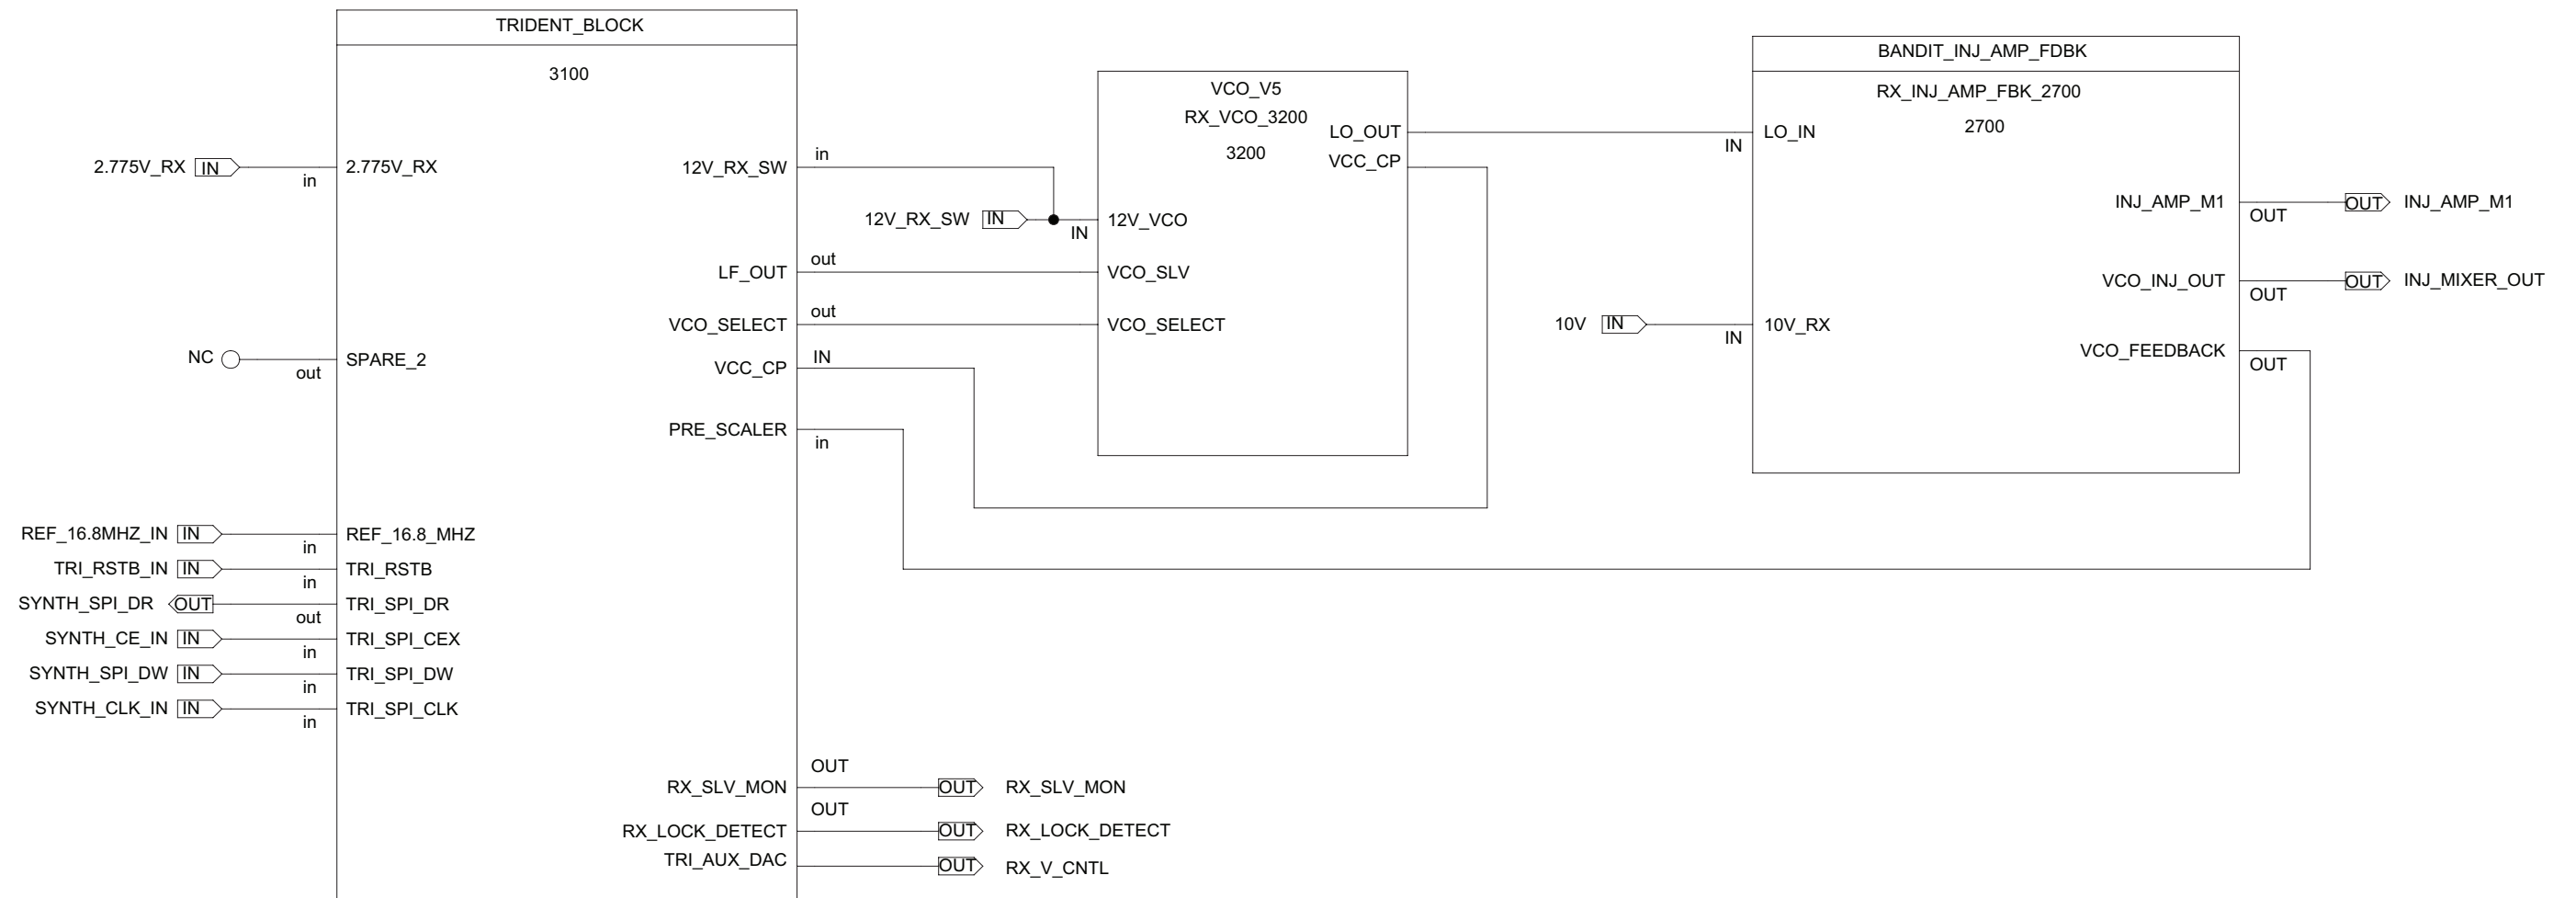 TRIDENT_BLOCK
3100
2.775V_RX IN in 2.775V_RX
12V_RX_SW in
12V_RX_SW IN IN 12V_VCO
LF_OUT out VCO_SLV
VCO_SELECT out VCO_SELECT
NC out SPARE_2
VCC_CP IN
PRE_SCALER in
REF_16.8MHZ_IN IN in REF_16.8_MHZ
TRI_RSTB_IN IN in TRI_RSTB
SYNTH_SPI_DR OUT out TRI_SPI_DR
SYNTH_CE_IN IN in TRI_SPI_CEX
SYNTH_SPI_DW IN in TRI_SPI_DW
SYNTH_CLK_IN IN in TRI_SPI_CLK
RX_SLV_MON OUT OUT RX_SLV_MON
RX_LOCK_DETECT OUT OUT RX_LOCK_DETECT
TRI_AUX_DAC OUT RX_V_CNTL
VCO_V5
RX_VCO_3200
3200
LO_OUT
VCC_CP
BANDIT_INJ_AMP_FDBK
RX_INJ_AMP_FBK_2700
2700
IN LO_IN
INJ_AMP_M1 OUT OUT INJ_AMP_M1
VCO_INJ_OUT OUT OUT INJ_MIXER_OUT
10V IN IN 10V_RX
VCO_FEEDBACK OUT